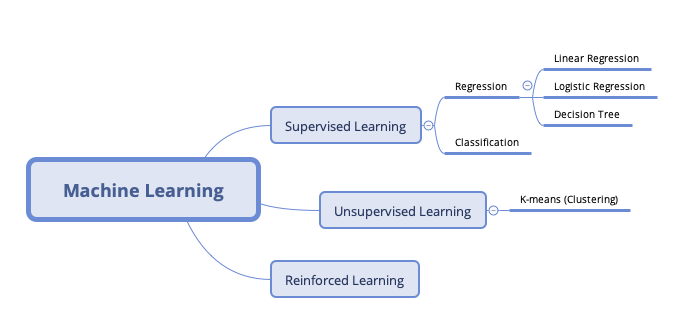 Machine Learning
Supervised Learning
Regression
Linear Regression
Logistic Regression
Decision Tree
Classification
Unsupervised Learning
K-means (Clustering)
Reinforced Learning